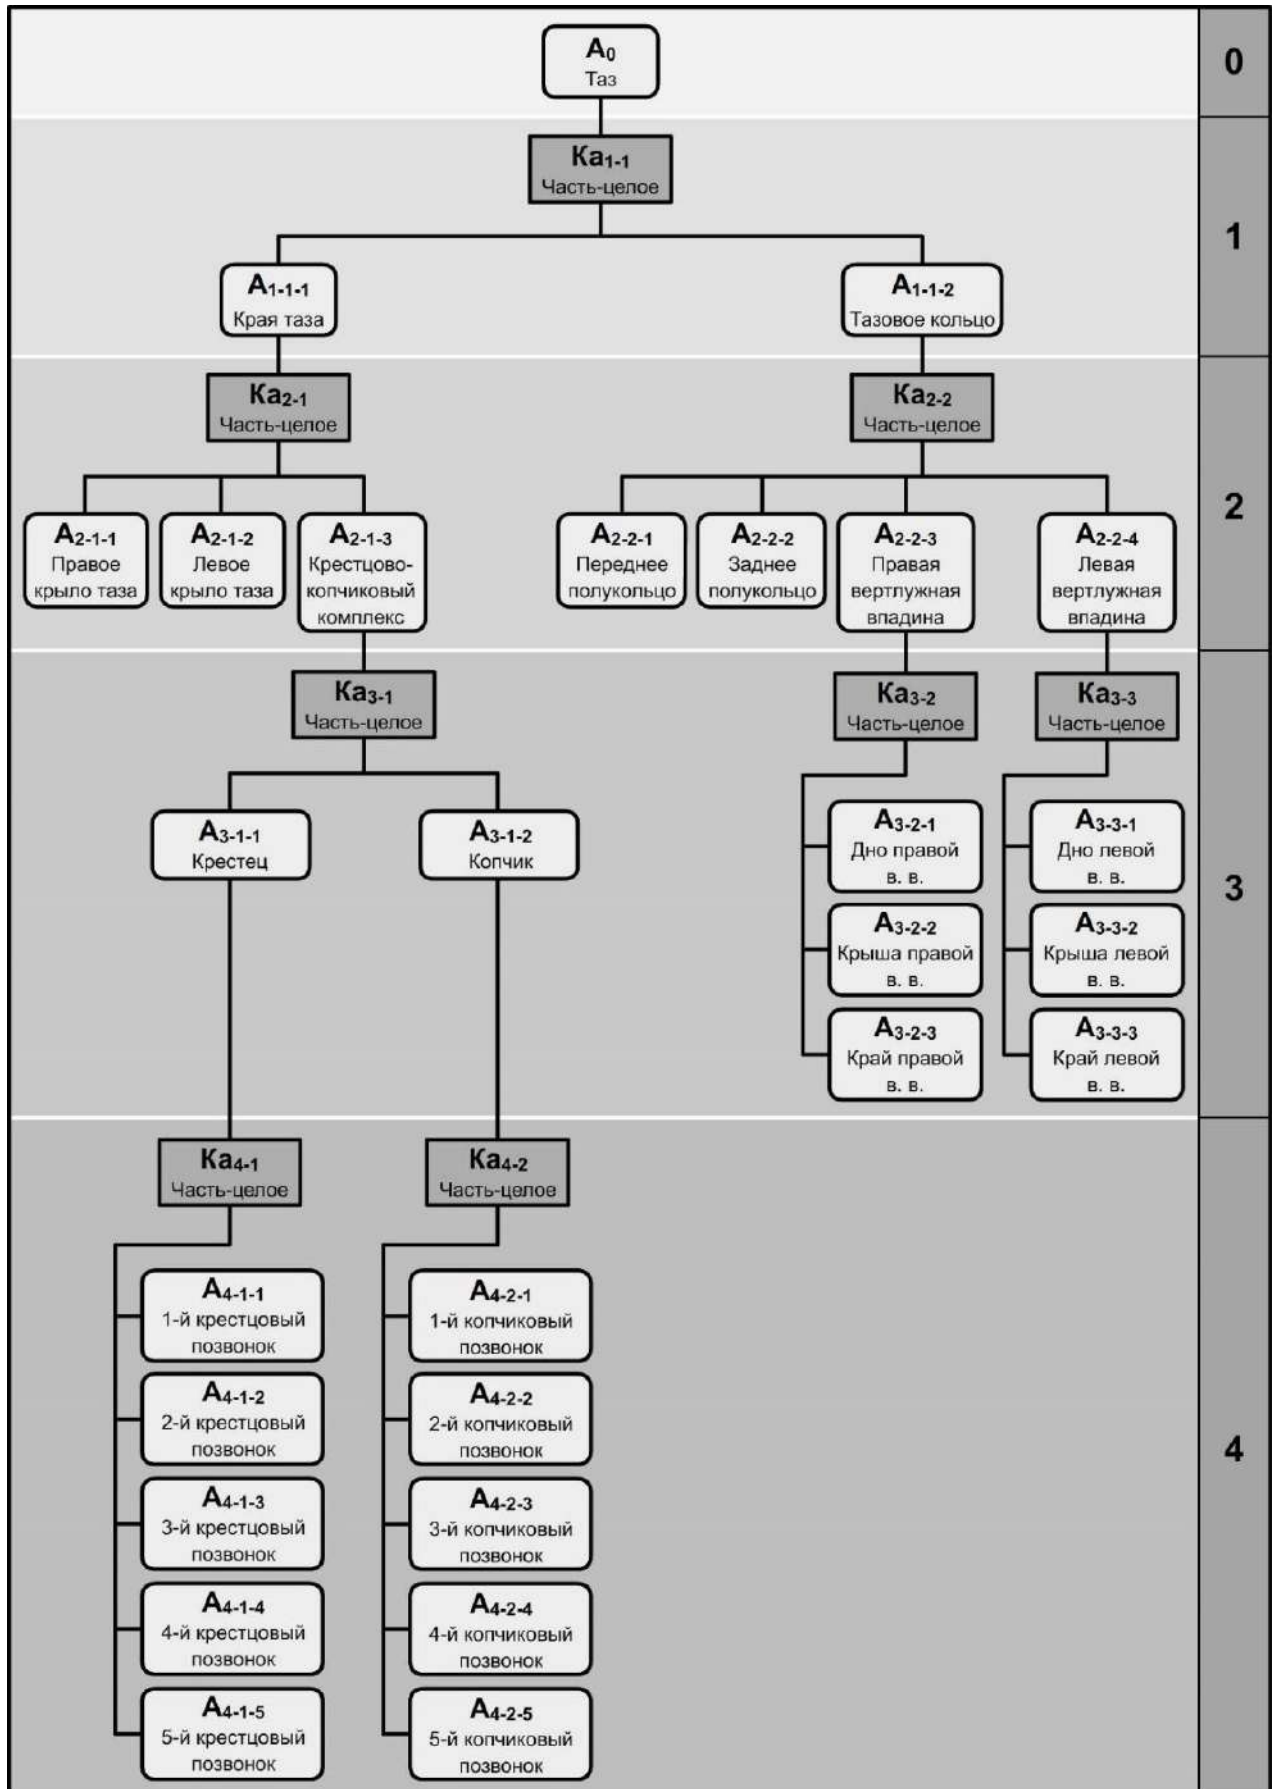 A0
Таз
0
Ка1-1
Часть-целое
1
A1-1-1
Края таза
A1-1-2
Тазовое кольцо
Ка2-1
Часть-целое
Ка2-2
Часть-целое
2
A2-1-1
Правое
крыло таза
A2-1-2
Левое
крыло таза
A2-1-3
Крестцово-
копчиковый
комплекс
A2-2-1
Переднее
полукольцо
A2-2-2
Заднее
полукольцо
A2-2-3
Правая
вертлужная
впадина
A2-2-4
Левая
вертлужная
впадина
Ка3-1
Часть-целое
Ка3-2
Часть-целое
Ка3-3
Часть-целое
3
A3-1-1
Крестец
A3-1-2
Копчик
A3-2-1
Дно правой
в. в.
A3-2-2
Крыша правой
в. в.
A3-2-3
Край правой
в. в.
A3-3-1
Дно левой
в. в.
A3-3-2
Крыша левой
в. в.
A3-3-3
Край левой
в. в.
Ка4-1
Часть-целое
Ка4-2
Часть-целое
4
A4-1-1
1-й крестцовый
позвонок
A4-1-2
2-й крестцовый
позвонок
A4-1-3
3-й крестцовый
позвонок
A4-1-4
4-й крестцовый
позвонок
A4-1-5
5-й крестцовый
позвонок
A4-2-1
1-й копчиковый
позвонок
A4-2-2
2-й копчиковый
позвонок
A4-2-3
3-й копчиковый
позвонок
A4-2-4
4-й копчиковый
позвонок
A4-2-5
5-й копчиковый
позвонок